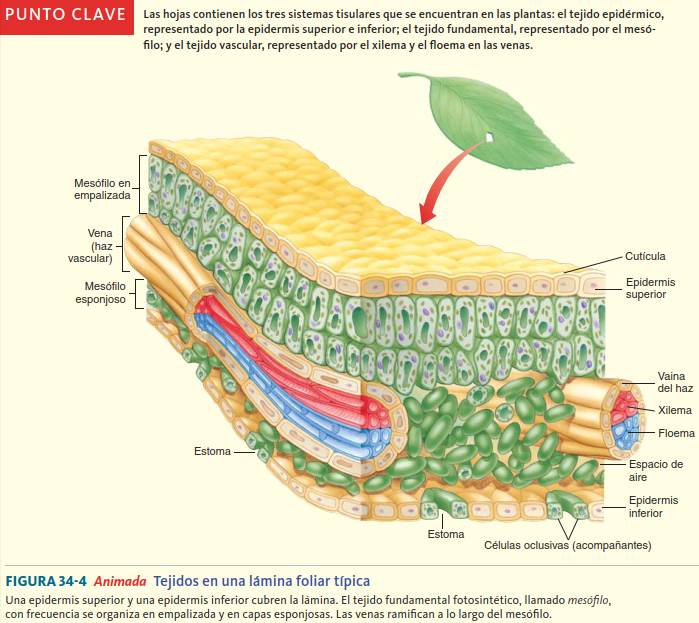 PUNTO CLAVE
Las hojas contienen los tres sistemas tisulares que se encuentran en las plantas: el tejido epidérmico,
representado por la epidermis superior e inferior; el tejido fundamental, representado por el mesó-
filo; y el tejido vascular, representado por el xilema y el floema en las venas.
Mesófilo en
empalizada
Vena
(haz
vascular)
Mesófilo
esponjoso
Estoma
Cutícula
Epidermis
superior
Vaina
del haz
Xilema
Floema
Espacio de
aire
Epidermis
inferior
Estoma
Células oclusivas (acompañantes)
FIGURA 34-4 Animada Tejidos en una lámina foliar típica
Una epidermis superior y una epidermis inferior cubren la lámina. El tejido fundamental fotosintético, llamado mesófilo,
con frecuencia se organiza en empalizada y en capas esponjosas. Las venas ramifican a lo largo del mesófilo.